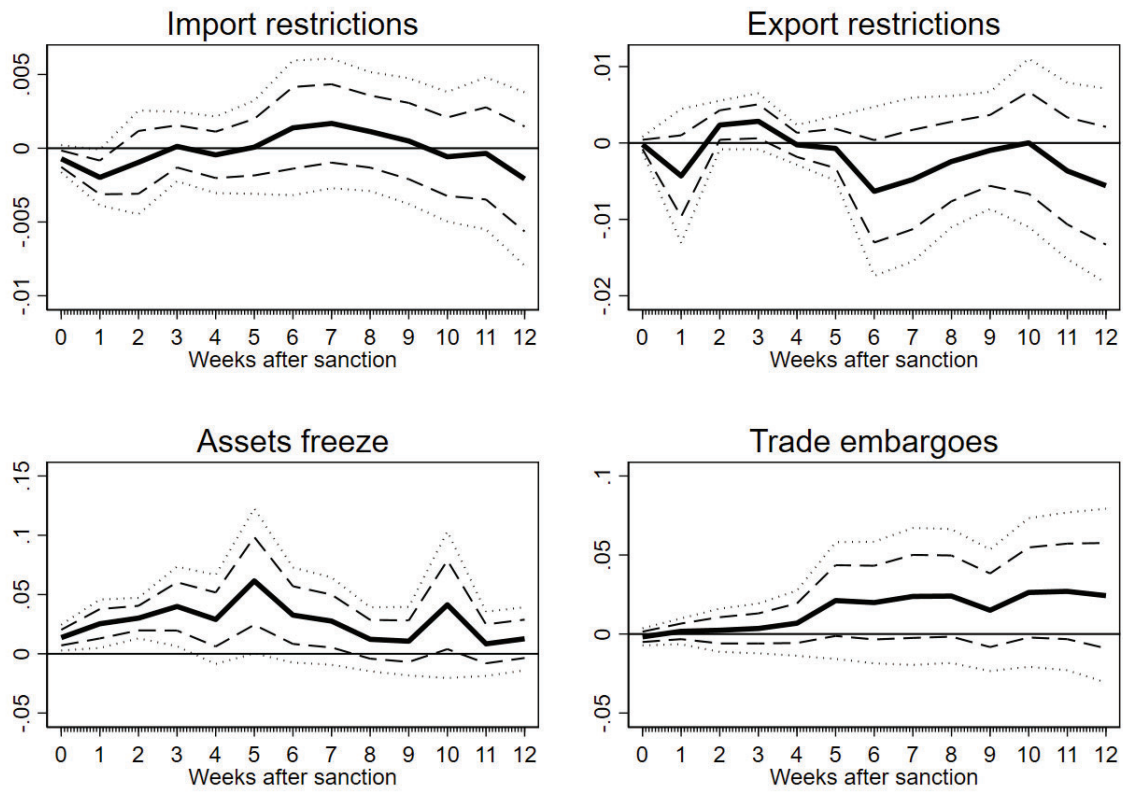 Import restrictions
.005
0
-.005
-.01
0 1 2 3 4 5 6 7 8 9 10 11 12
Weeks after sanction
Export restrictions
.01
0
-.01
-.02
0 1 2 3 4 5 6 7 8 9 10 11 12
Weeks after sanction
Assets freeze
.15
.1
.05
0
-.05
0 1 2 3 4 5 6 7 8 9 10 11 12
Weeks after sanction
Trade embargoes
.1
.05
0
-.05
0 1 2 3 4 5 6 7 8 9 10 11 12
Weeks after sanction